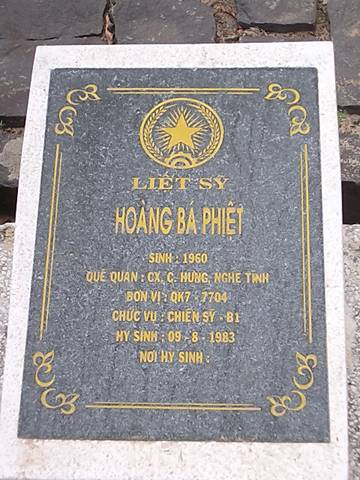 LIỆT SỸ
HOÀNG BÁ PHIỆT
SINH : 1960
QUÊ QUÁN : CX, C. HƯNG, NGHỆ TĨNH
ĐƠN VỊ : QK7 - 7704
CHỨC VỤ : CHIẾN SỸ - B1
HY SINH : 09 - 8 - 1983
NƠI HY SINH :